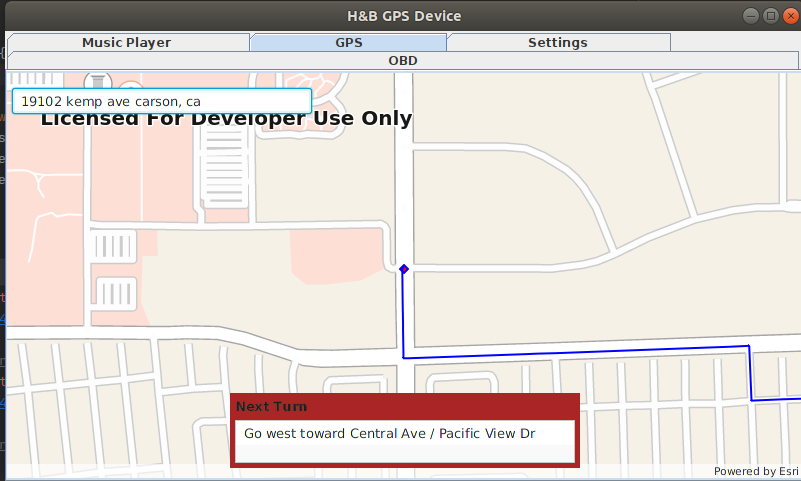 H&B GPS Device
Music Player
GPS
Settings
OBD
19102 kemp ave carson, ca
Licensed For Developer Use Only
Next Turn
Go west toward Central Ave / Pacific View Dr
Powered by Esri